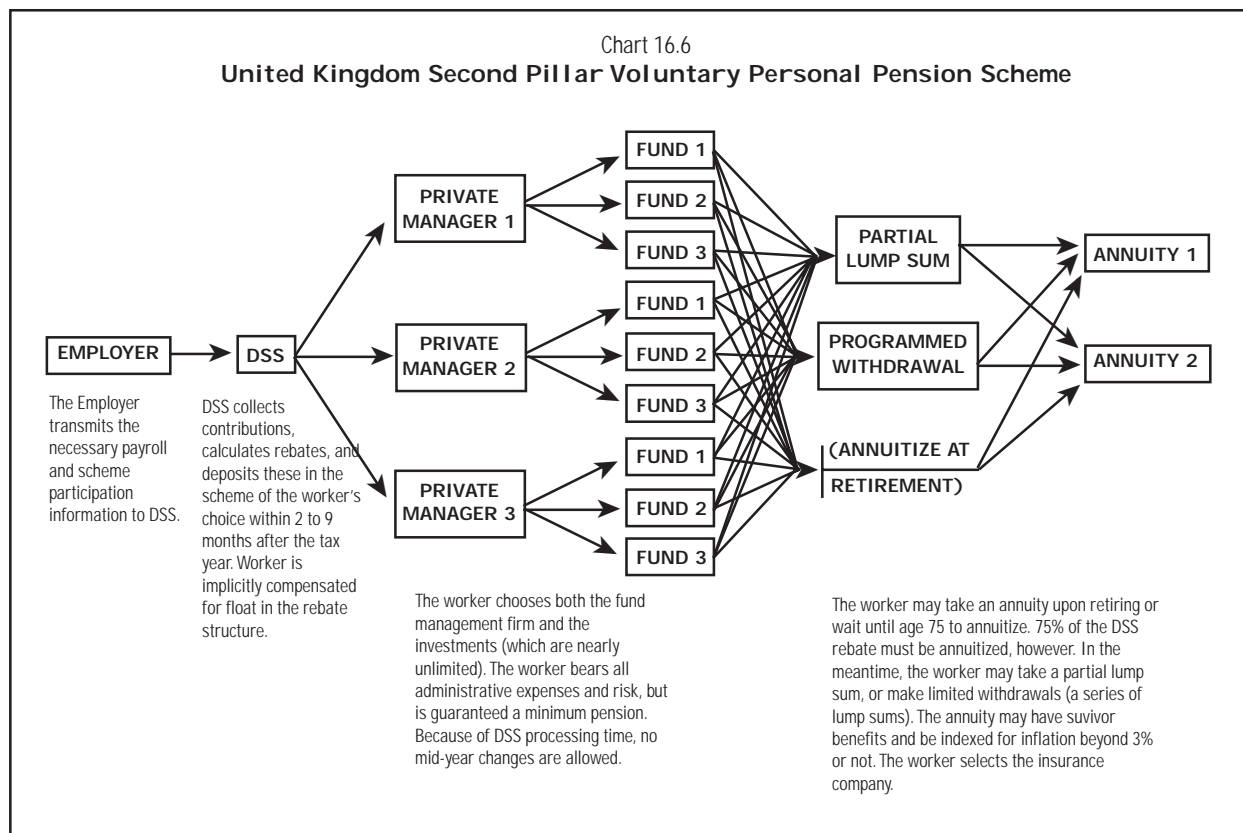 Chart 16.6
United Kingdom Second Pillar Voluntary Personal Pension Scheme
EMPLOYER
The Employer
transmits the
necessary payroll
and scheme
participation
information to DSS.
DSS
DSS collects
contributions,
calculates rebates, and
deposits these in the
scheme of the worker's
choice within 2 to 9
months after the tax
year. Worker is
implicitly compensated
for float in the rebate
structure.
PRIVATE
MANAGER 1
PRIVATE
MANAGER 2
PRIVATE
MANAGER 3
FUND 1
FUND 2
FUND 3
FUND 1
FUND 2
FUND 3
FUND 1
FUND 2
FUND 3
The worker chooses both the fund
management firm and the
investments (which are nearly
unlimited). The worker bears all
administrative expenses and risk, but
is guaranteed a minimum pension.
Because of DSS processing time, no
mid-year changes are allowed.
PARTIAL
LUMP SUM
PROGRAMMED
WITHDRAWAL
(ANNUITIZE AT
RETIREMENT)
ANNUITY 1
ANNUITY 2
The worker may take an annuity upon retiring or
wait until age 75 to annuitize. 75% of the DSS
rebate must be annuitized, however. In the
meantime, the worker may take a partial lump
sum, or make limited withdrawals (a series of
lump sums). The annuity may have suvivor
benefits and be indexed for inflation beyond 3%
or not. The worker selects the insurance
company.